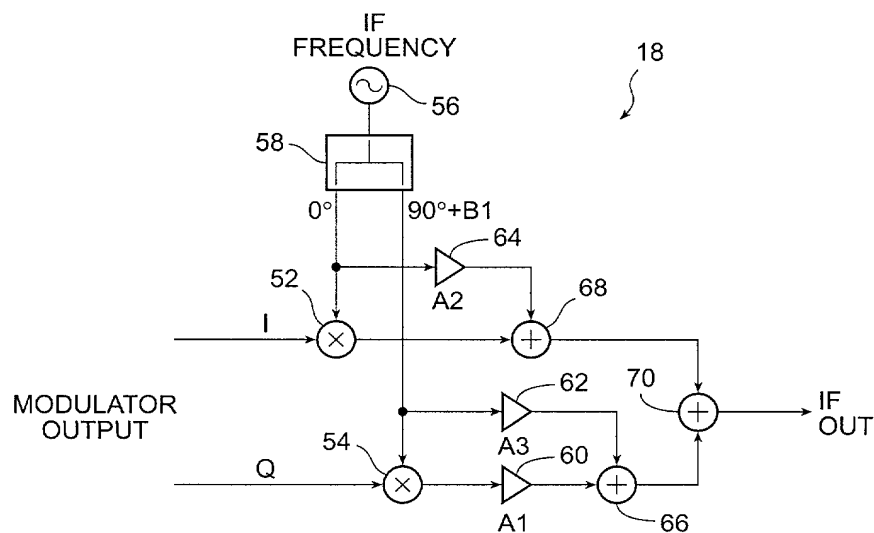 IF
FREQUENCY
18
56
58
0°
90°+B1
64
52
A2
68
I
62
70
MODULATOR
OUTPUT
IF
OUT
54
A3
60
Q
A1
66